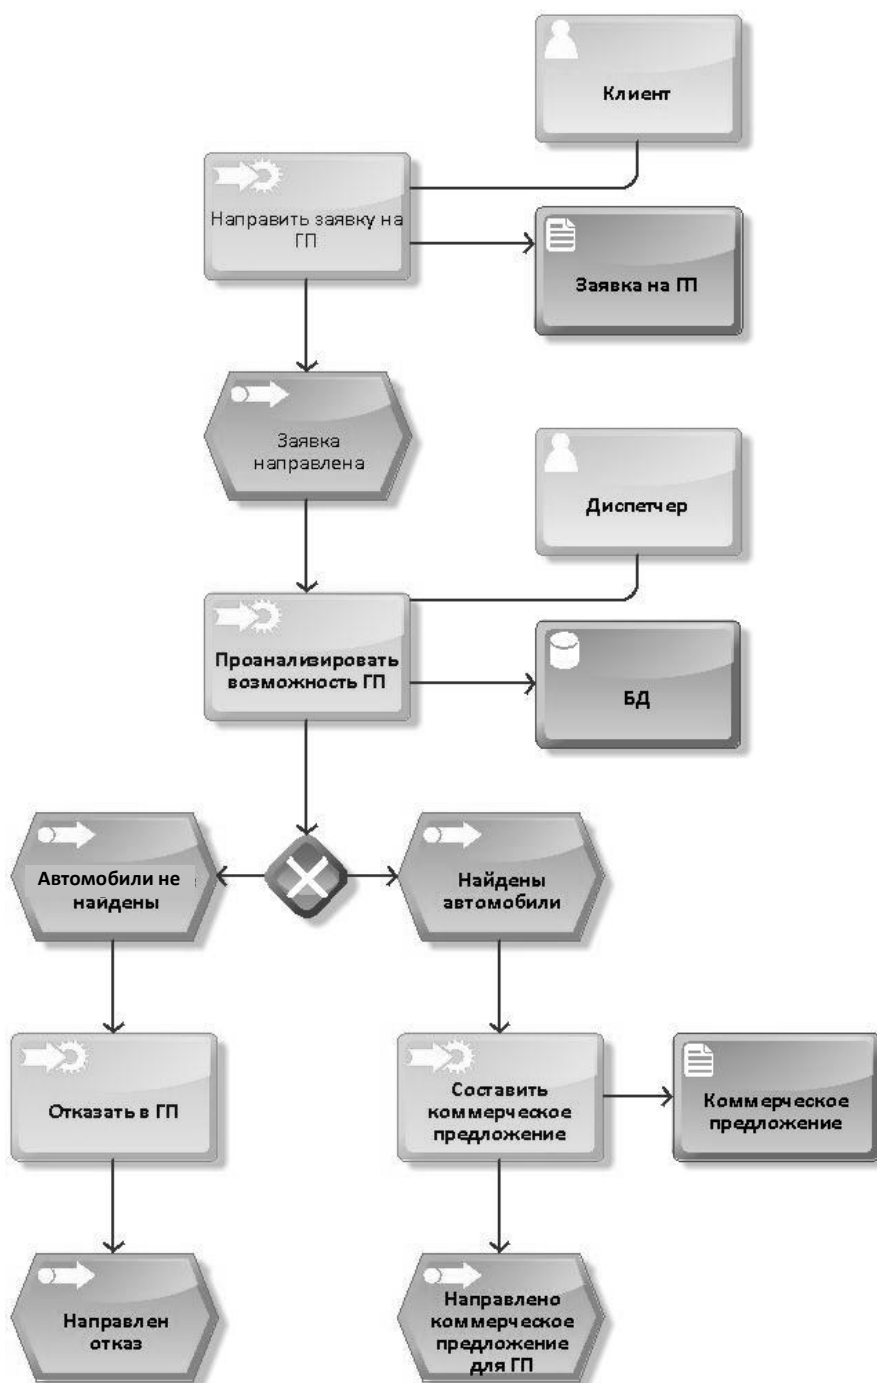 Клиент
Направить заявку на
ГП
Заявка на ГП
Заявка
направлена
Диспетчер
Проанализировать
возможность ГП
БД
Автомобили не
найдены
Найдены
автомобили
Отказать в ГП
Составить
коммерческое
предложение
Коммерческое
предложение
Направлен
отказ
Направлено
коммерческое
предложение
для ГП